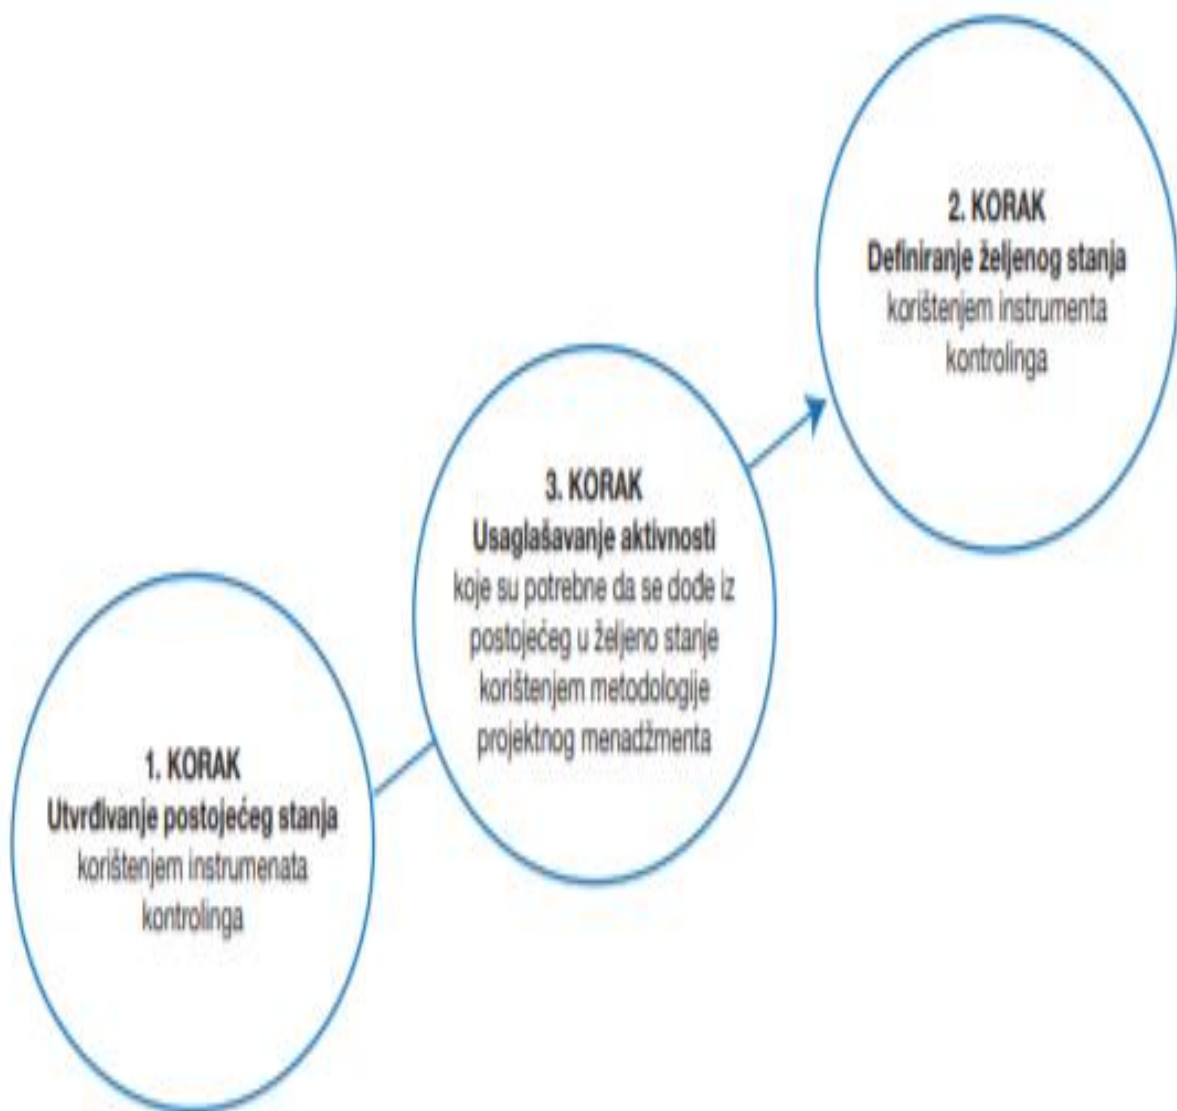 2. KORAK
Definiranje željenog stanja
korištenjem instrumenta
kontrolinga
3. KORAK
Usaglašavanje aktivnosti
koje su potrebne da se dođe iz
postojećeg u željeno stanje
korištenjem metodologije
projektnog menadžmenta
1. KORAK
Utvrđivanje postojećeg stanja
korištenjem instrumenata
kontrolinga